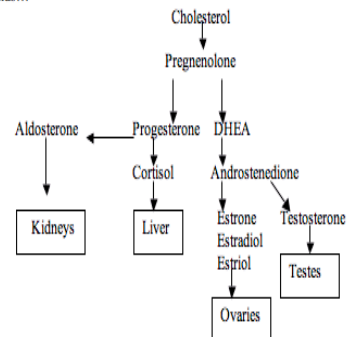 Cholesterol
Pregnenolone
Aldosterone Progesterone DHEA
Cortisol Androstenedione
Kidneys Liver Estrone Testosterone
Estradiol
Estriol Testes
Ovaries